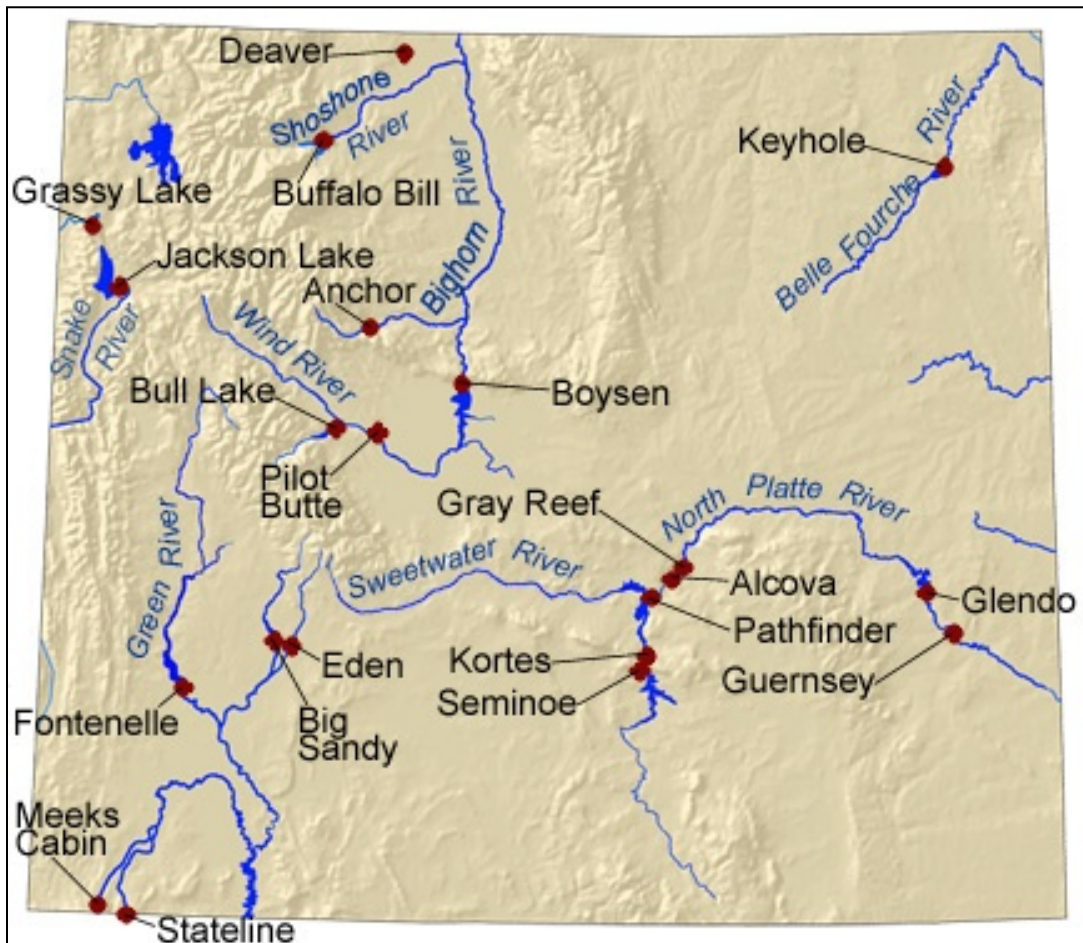 Deaver
Shoshone
River
Buffalo Bill
Bighorn
River
Keyhole
Belle Fourche
River
Grassy Lake
Jackson Lake
Snake
River
Anchor
Wind River
Bull Lake
Boysen
Pilot
Butte
Gray Reef
North Platte River
Sweetwater River
Alcova
Glendo
Pathfinder
Green River
Eden
Kortes
Guernsey
Seminoe
Fontenelle
Big
Sandy
Meeks
Cabin
Stateline